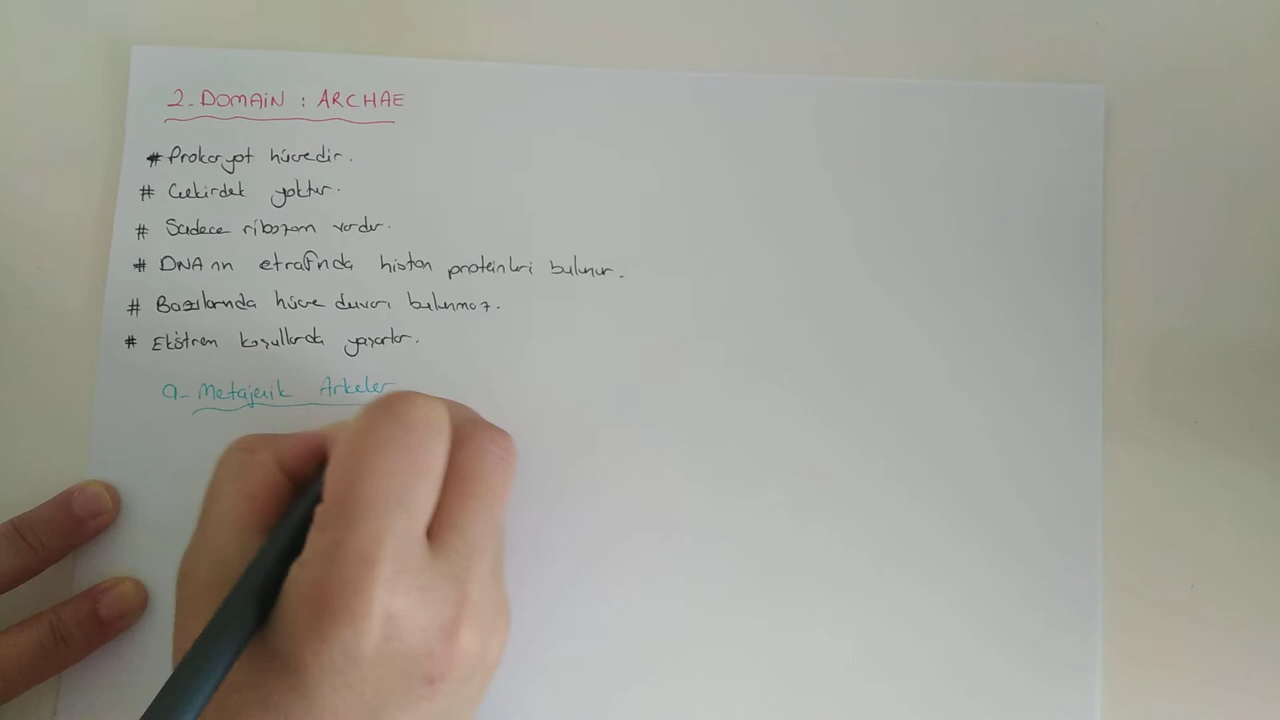 2-DOMAİN : ARCHAE
# Prokaryot hücredir.
# Çekirdek yoktur.
# Sadece ribozom vardır.
# DNA nın etrafında histon proteinleri bulunur.
# Bazılarında hücre duvarı bulunmaz.
# Ekstrem koşullarda yaşarlar.
a- Metajenik Arkeler